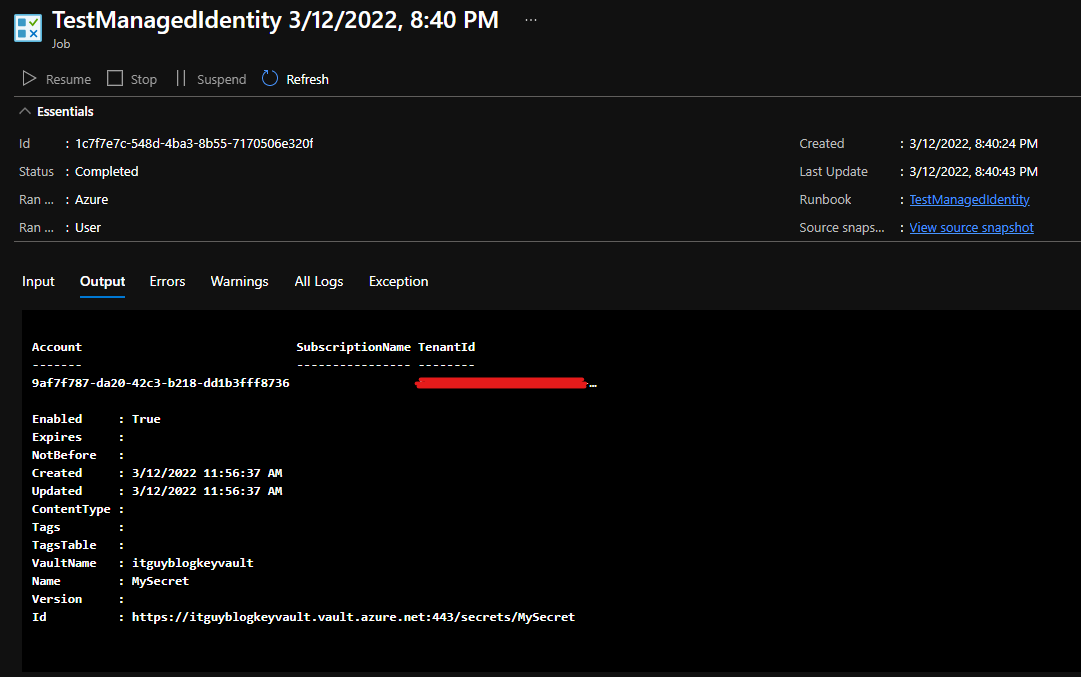 TestManagedIdentity 3/12/2022, 8:40 PM ...
Job
Resume Stop Suspend Refresh
Essentials
Id : 1c7f7e7c-548d-4ba3-8b55-7170506e320f
Status : Completed
Ran ... : Azure
Ran ... : User
Created : 3/12/2022, 8:40:24 PM
Last Update : 3/12/2022, 8:40:43 PM
Runbook : TestManagedIdentity
Source snaps... : View source snapshot
Input Output Errors Warnings All Logs Exception
Account SubscriptionName TenantId
------- ---------------- --------
9af7f787-da20-42c3-b218-dd1b3fff8736 …
Enabled : True
Expires :
NotBefore :
Created : 3/12/2022 11:56:37 AM
Updated : 3/12/2022 11:56:37 AM
ContentType :
Tags :
TagsTable :
VaultName : itguyblogkeyvault
Name : MySecret
Version :
Id : https://itguyblogkeyvault.vault.azure.net:443/secrets/MySecret